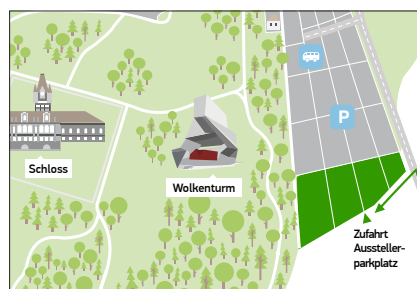 P
Schloss
Wolkenturm
Zufahrt
Aussteller-
parkplatz